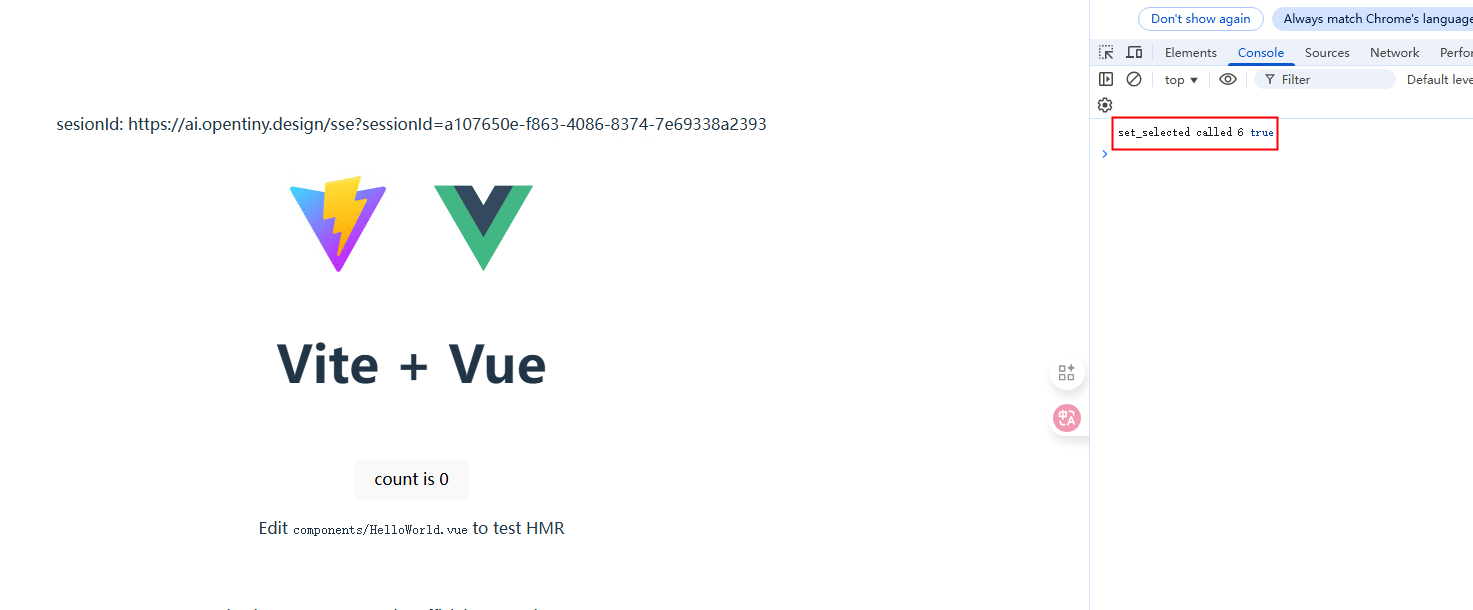 Don't show again
Always match Chrome's language
Elements
Console
Sources
Network
Perfor
top
Filter
Default leve
set_selected called 6 true
sesionId: https://ai.opentiny.design/sse?sessionId=a107650e-f863-4086-8374-7e69338a2393
Vite + Vue
中A
count is 0
Edit components/HelloWorld.vue to test HMR